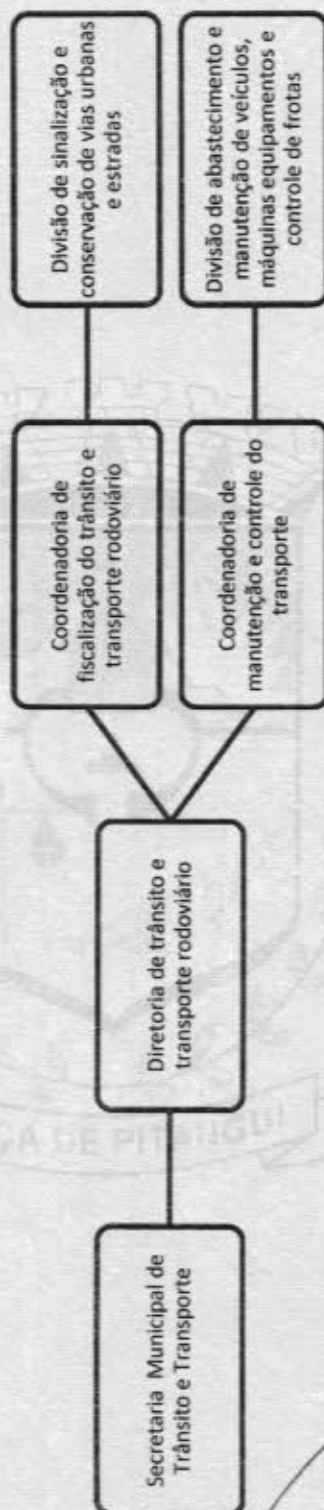 Secretaria Municipal de
Trânsito e Transporte
Diretoria de trânsito e
transporte rodoviário
Coordenadoria de
fiscalização do trânsito e
transporte rodoviário
Divisão de sinalização e
conservação de vias urbanas
e estradas
Coordenadoria de
manutenção e controle do
transporte
Divisão de abastecimento e
manutenção de veículos,
máquinas equipamentos e
controle de frotas
DE PITANGUI